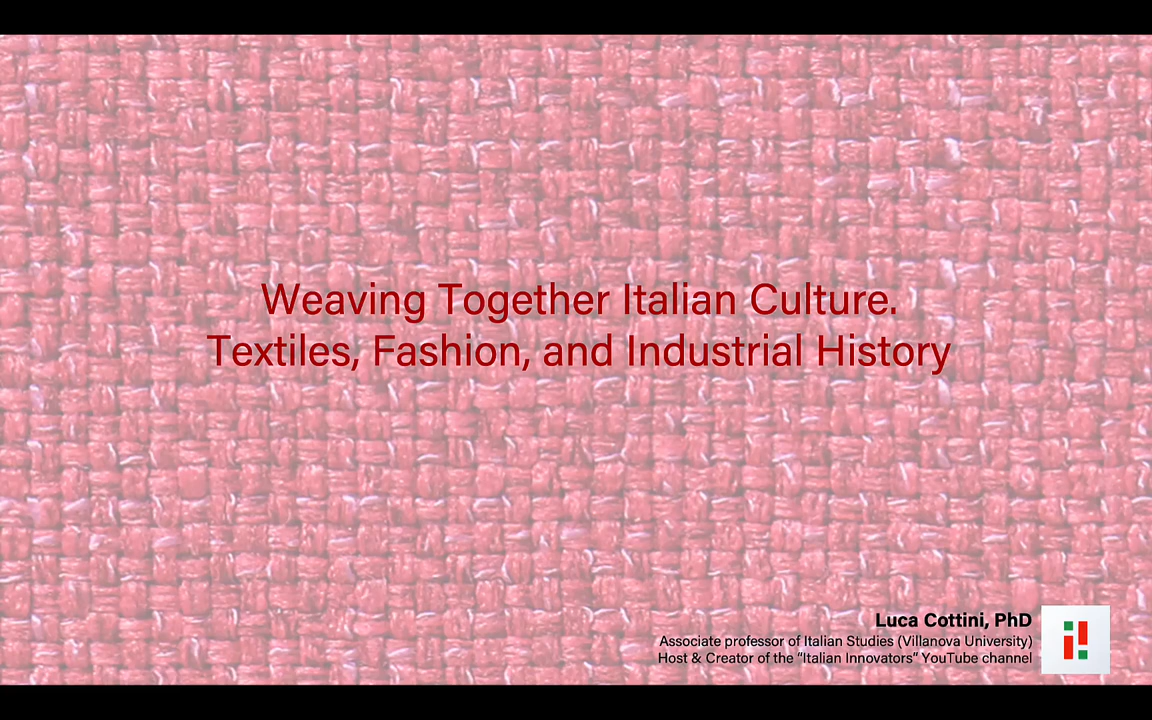 Weaving Together Italian Culture.
Textiles, Fashion, and Industrial History
Luca Cottini, PhD
Associate professor of Italian Studies (Villanova University)
Host & Creator of the “Italian Innovators” YouTube channel